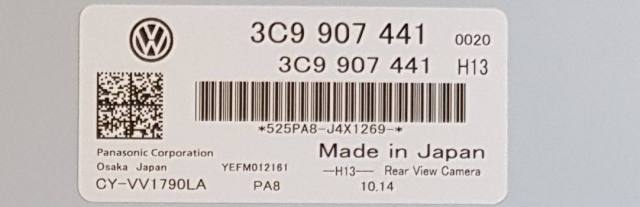 3C9 907 441 0020
3C9 907 441 H13
*525PA8-J4X1269-*
Panasonic Corporation Made in Japan
Osaka Japan YEFM012161 —H13— Rear View Camera
CY-VV1790LA PA8 10.14